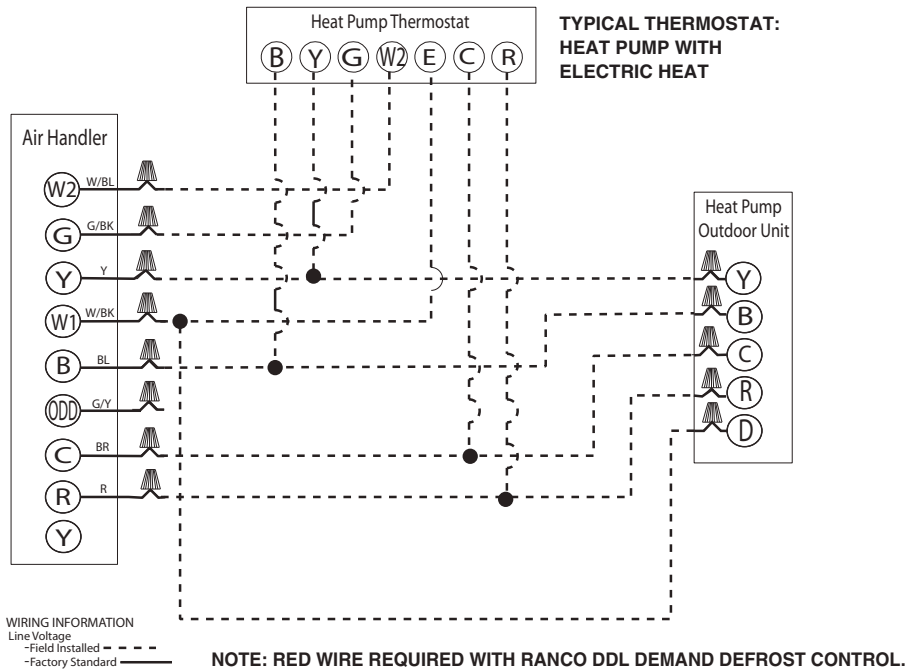 Heat Pump Thermostat
B Y G W2 E C R
TYPICAL THERMOSTAT:
HEAT PUMP WITH
ELECTRIC HEAT
Air Handler
W2 W/BL
G G/BK
Y Y
W1 W/BK
B BL
ODD G/Y
C BR
R R
Y
Heat Pump
Outdoor Unit
Y
B
C
R
D
WIRING INFORMATION
Line Voltage
-Field Installed
-Factory Standard
NOTE: RED WIRE REQUIRED WITH RANCO DDL DEMAND DEFROST CONTROL.